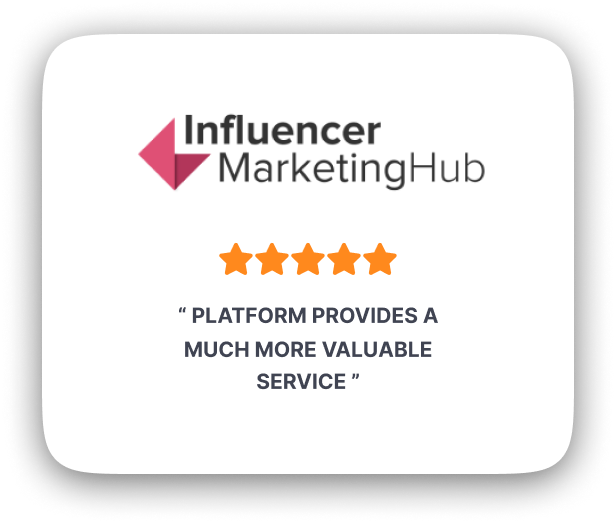 Influencer
MarketingHub
“ PLATFORM PROVIDES A
MUCH MORE VALUABLE
SERVICE ”